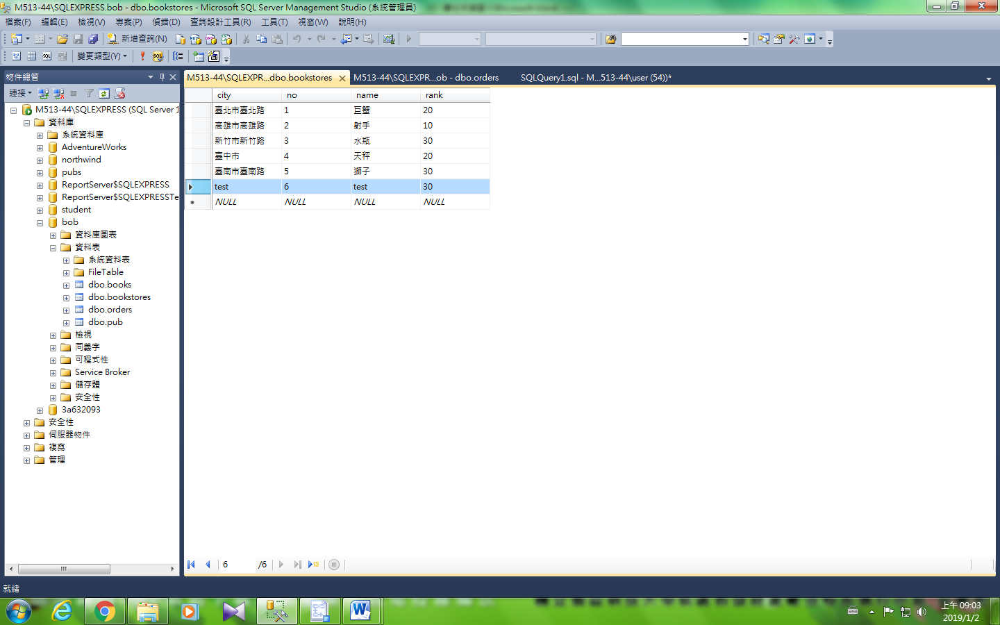 M513-44\SQLEXPRESS.bob - dbo.bookstores - Microsoft SQL Server Management Studio (系統管理員)
檔案(F) 編輯(E) 檢視(V) 專案(P) 偵錯(D) 查詢設計工具(R) 工具(T) 視窗(W) 說明(H)
新增查詢(N)
變更類型(Y)
物件總管
連接
M513-44\SQLEXPRESS (SQL Server 1
資料庫
系統資料庫
AdventureWorks
northwind
pubs
ReportServer$SQLEXPRESS
ReportServer$SQLEXPRESSTe
student
bob
資料庫圖表
資料表
系統資料表
FileTable
dbo.books
dbo.bookstores
dbo.orders
dbo.pub
檢視
同義字
可程式性
Service Broker
儲存體
安全性
3a632093
安全性
伺服器物件
複寫
管理
M513-44\SQLEXPR...dbo.bookstores M513-44\SQLEXPR...ob - dbo.orders SQLQuery1.sql - M...513-44\user (54))*
city no name rank
臺北市臺北路 1 巨蟹 20
高雄市高雄路 2 射手 10
新竹市新竹路 3 水瓶 30
臺中市 4 天秤 20
臺南市臺南路 5 獅子 30
test 6 test 30
NULL NULL NULL NULL
6 /6
就緒
上午 09:03
2019/1/2